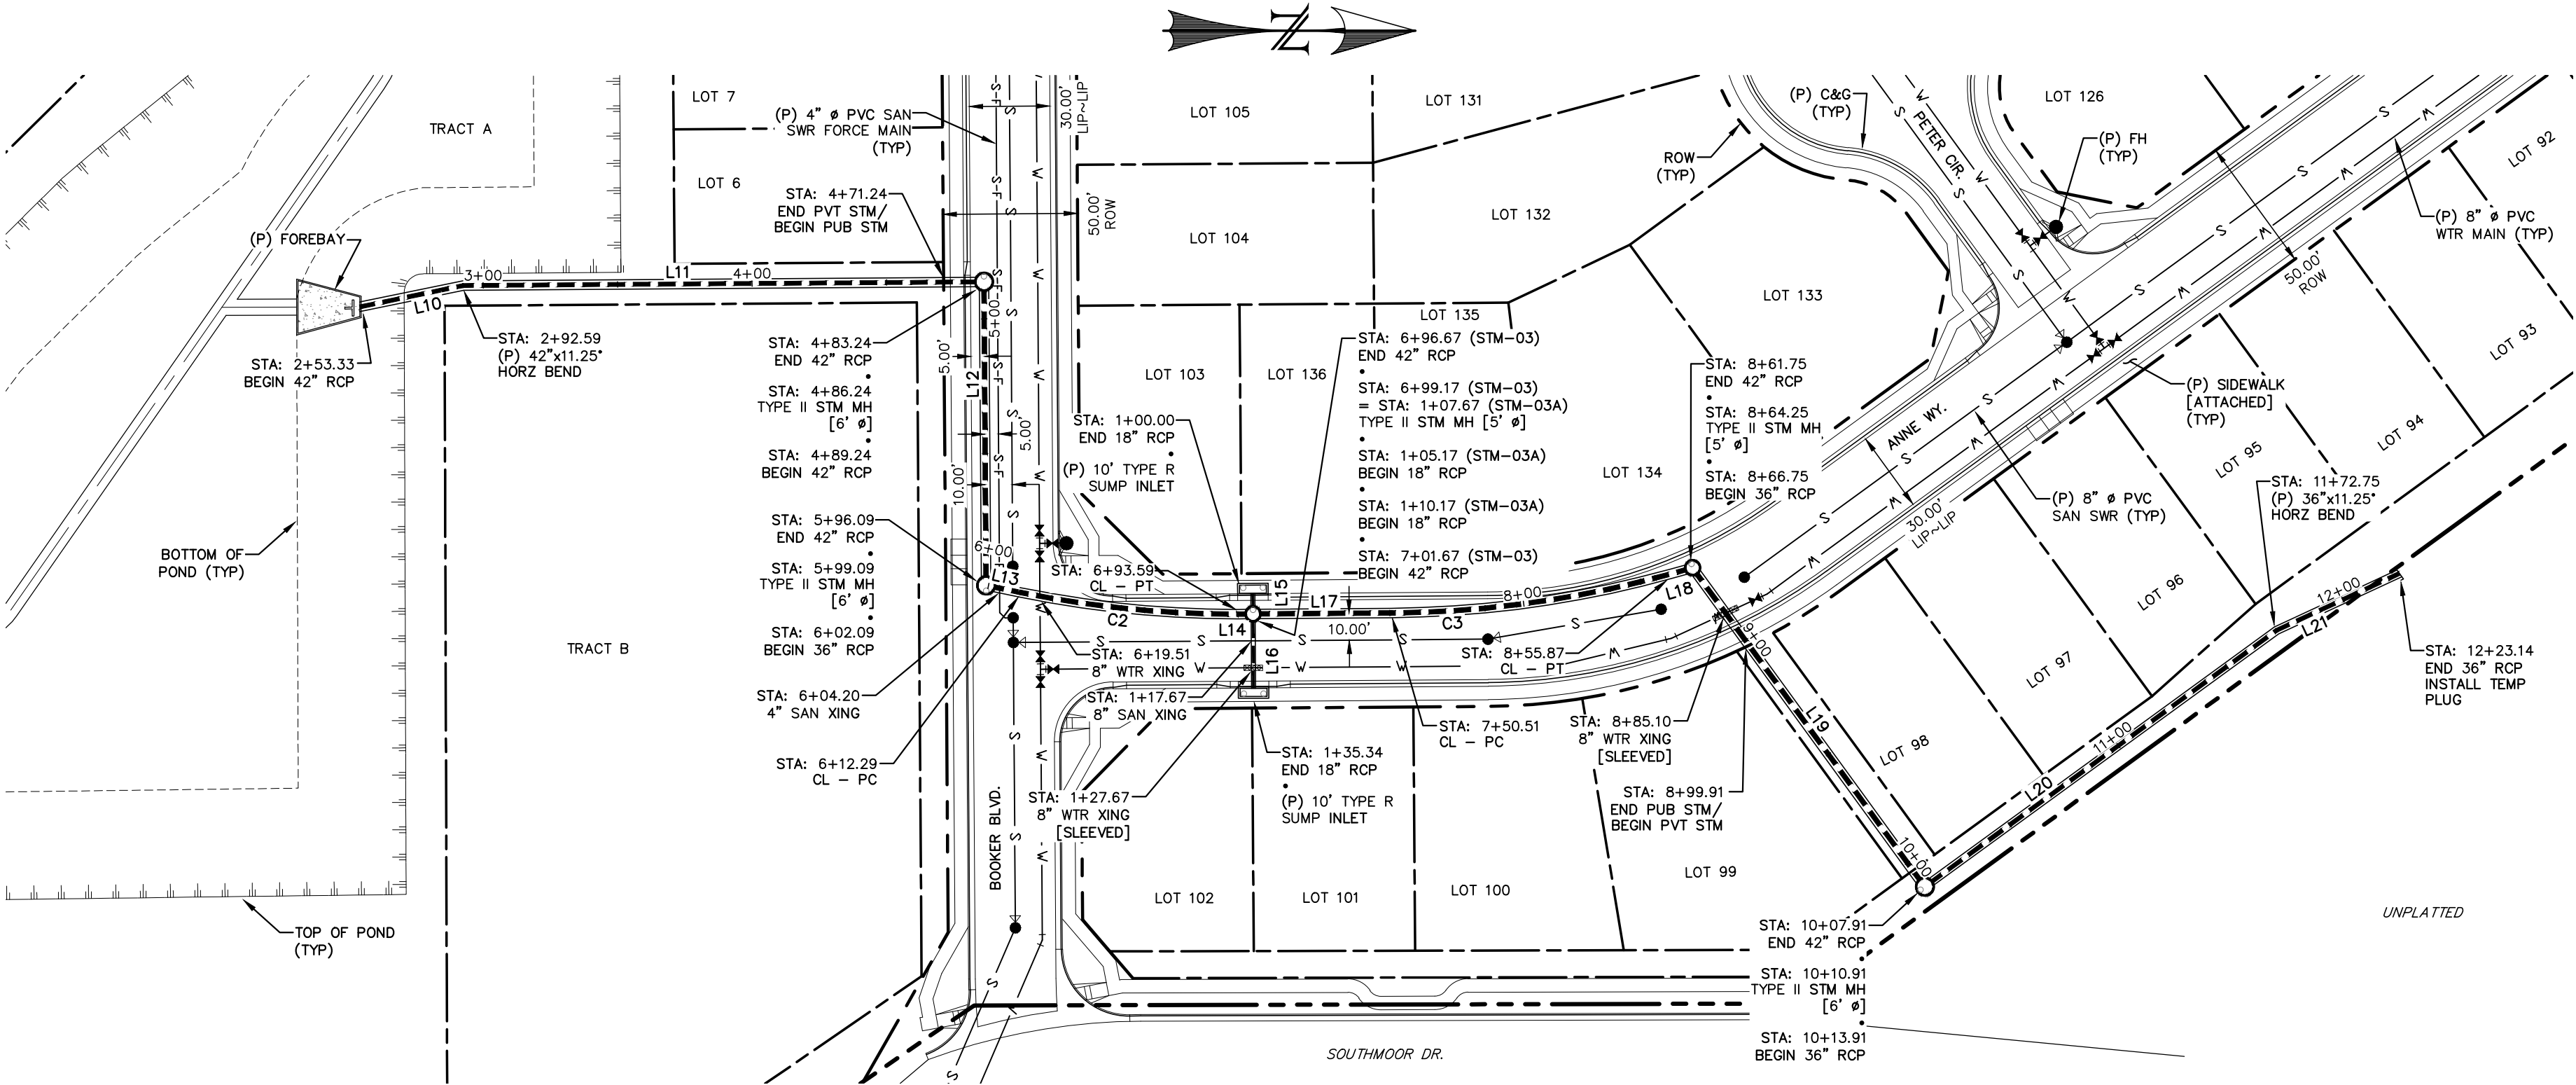 N
TRACT A
LOT 7
LOT 6
(P) 4" ø PVC SAN
SWR FORCE MAIN
(TYP)
STA: 4+71.24
END PVT STM/
BEGIN PUB STM
30.00'
LIP~LIP
50.00'
ROW
LOT 105
LOT 131
LOT 104
LOT 132
ROW
(TYP)
(P) C&G
(TYP)
PETER CIR.
LOT 126
(P) FH
(TYP)
LOT 92
(P) 8" ø PVC
WTR MAIN (TYP)
50.00'
ROW
LOT 93
(P) FOREBAY
L10
3+00
L11
4+00
STA: 2+53.33
BEGIN 42" RCP
STA: 2+92.59
(P) 42"x11.25°
HORZ BEND
STA: 4+83.24
END 42" RCP
•
STA: 4+86.24
TYPE II STM MH
[6' ø]
•
STA: 4+89.24
BEGIN 42" RCP
5+00
5.00'
L12
5.00'
10.00'
LOT 103
LOT 136
LOT 135
LOT 133
LOT 134
STA: 1+00.00
END 18" RCP
•
(P) 10' TYPE R
SUMP INLET
STA: 6+96.67 (STM-03)
END 42" RCP
•
STA: 6+99.17 (STM-03)
= STA: 1+07.67 (STM-03A)
TYPE II STM MH [5' ø]
•
STA: 1+05.17 (STM-03A)
BEGIN 18" RCP
•
STA: 1+10.17 (STM-03A)
BEGIN 18" RCP
•
STA: 7+01.67 (STM-03)
BEGIN 42" RCP
STA: 8+61.75
END 42" RCP
•
STA: 8+64.25
TYPE II STM MH
[5' ø]
•
STA: 8+66.75
BEGIN 36" RCP
ANNE WY.
(P) SIDEWALK
[ATTACHED]
(TYP)
LOT 94
LOT 95
(P) 8" ø PVC
SAN SWR (TYP)
30.00'
LIP~LIP
STA: 11+72.75
(P) 36"x11.25°
HORZ BEND
LOT 96
LOT 97
LOT 98
12+00
L21
STA: 12+23.14
END 36" RCP
INSTALL TEMP
PLUG
BOTTOM OF
POND (TYP)
TRACT B
STA: 5+96.09
END 42" RCP
•
STA: 5+99.09
TYPE II STM MH
[6' ø]
•
STA: 6+02.09
BEGIN 36" RCP
6+00
L13
STA: 6+04.20
4" SAN XING
STA: 6+12.29
CL – PC
STA: 6+93.59
CL – PT
C2
L14
L15
L16
L17
10.00'
C3
8+00
L18
STA: 6+19.51
8" WTR XING
STA: 1+17.67
8" SAN XING
STA: 1+27.67
8" WTR XING
[SLEEVED]
STA: 1+35.34
END 18" RCP
•
(P) 10' TYPE R
SUMP INLET
STA: 7+50.51
CL – PC
STA: 8+55.87
CL – PT
STA: 8+85.10
8" WTR XING
[SLEEVED]
STA: 8+99.91
END PUB STM/
BEGIN PVT STM
9+00
L19
10+00
L20
11+00
BOOKER BLVD.
LOT 102
LOT 101
LOT 100
LOT 99
TOP OF POND
(TYP)
STA: 10+07.91
END 42" RCP
•
STA: 10+10.91
TYPE II STM MH
[6' ø]
•
STA: 10+13.91
BEGIN 36" RCP
UNPLATTED
SOUTHMOOR DR.